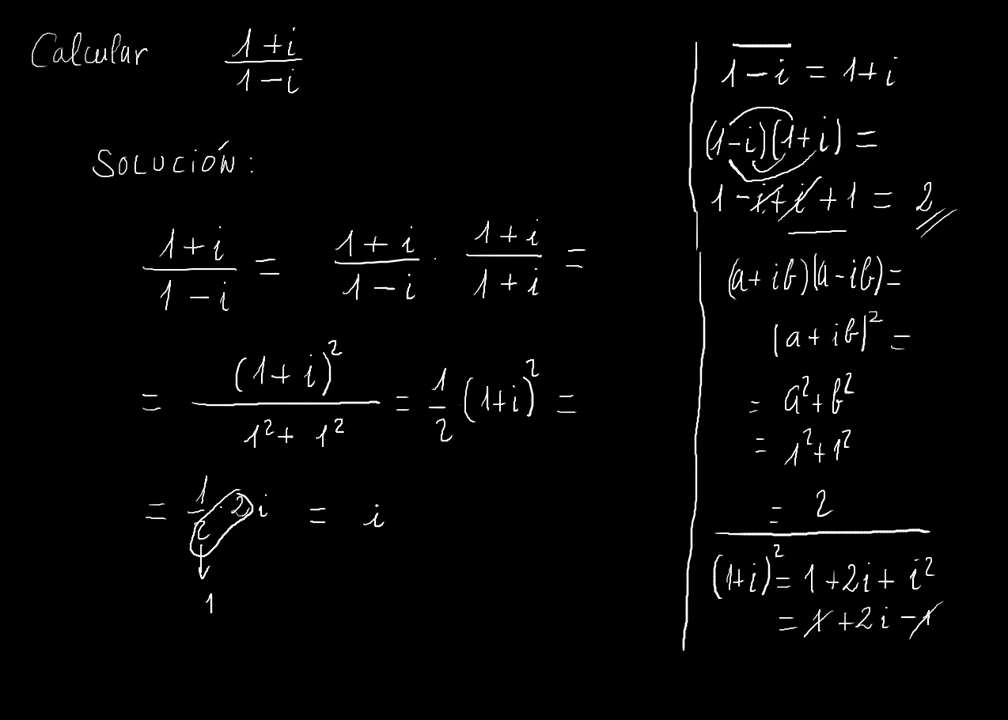 Calcular (1+i)/(1-i)
SOLUCIÓN:
(1+i)/(1-i) = (1+i)/(1-i) · (1+i)/(1+i) =
= (1+i)²/(1²+1²) = 1/2 (1+i)² =
= 1/2 · 2i = i
1
\overline{1-i} = 1+i
(1-i)(1+i) =
1-i+i+1 = 2
(a+ib)(a-ib)=
|a+ib|² =
= a²+b²
= 1²+1²
= 2
(1+i)² = 1+2i+i²
= 1+2i-1